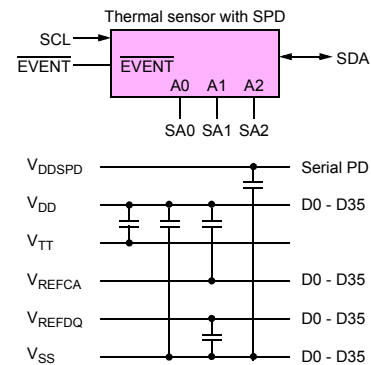 Thermal sensor with SPD
SCL
EVENT EVENT SDA
A0 A1 A2
SA0 SA1 SA2
VDDSPD Serial PD
VDD D0 - D35
VTT
VREFCA D0 - D35
VREFDQ D0 - D35
VSS D0 - D35